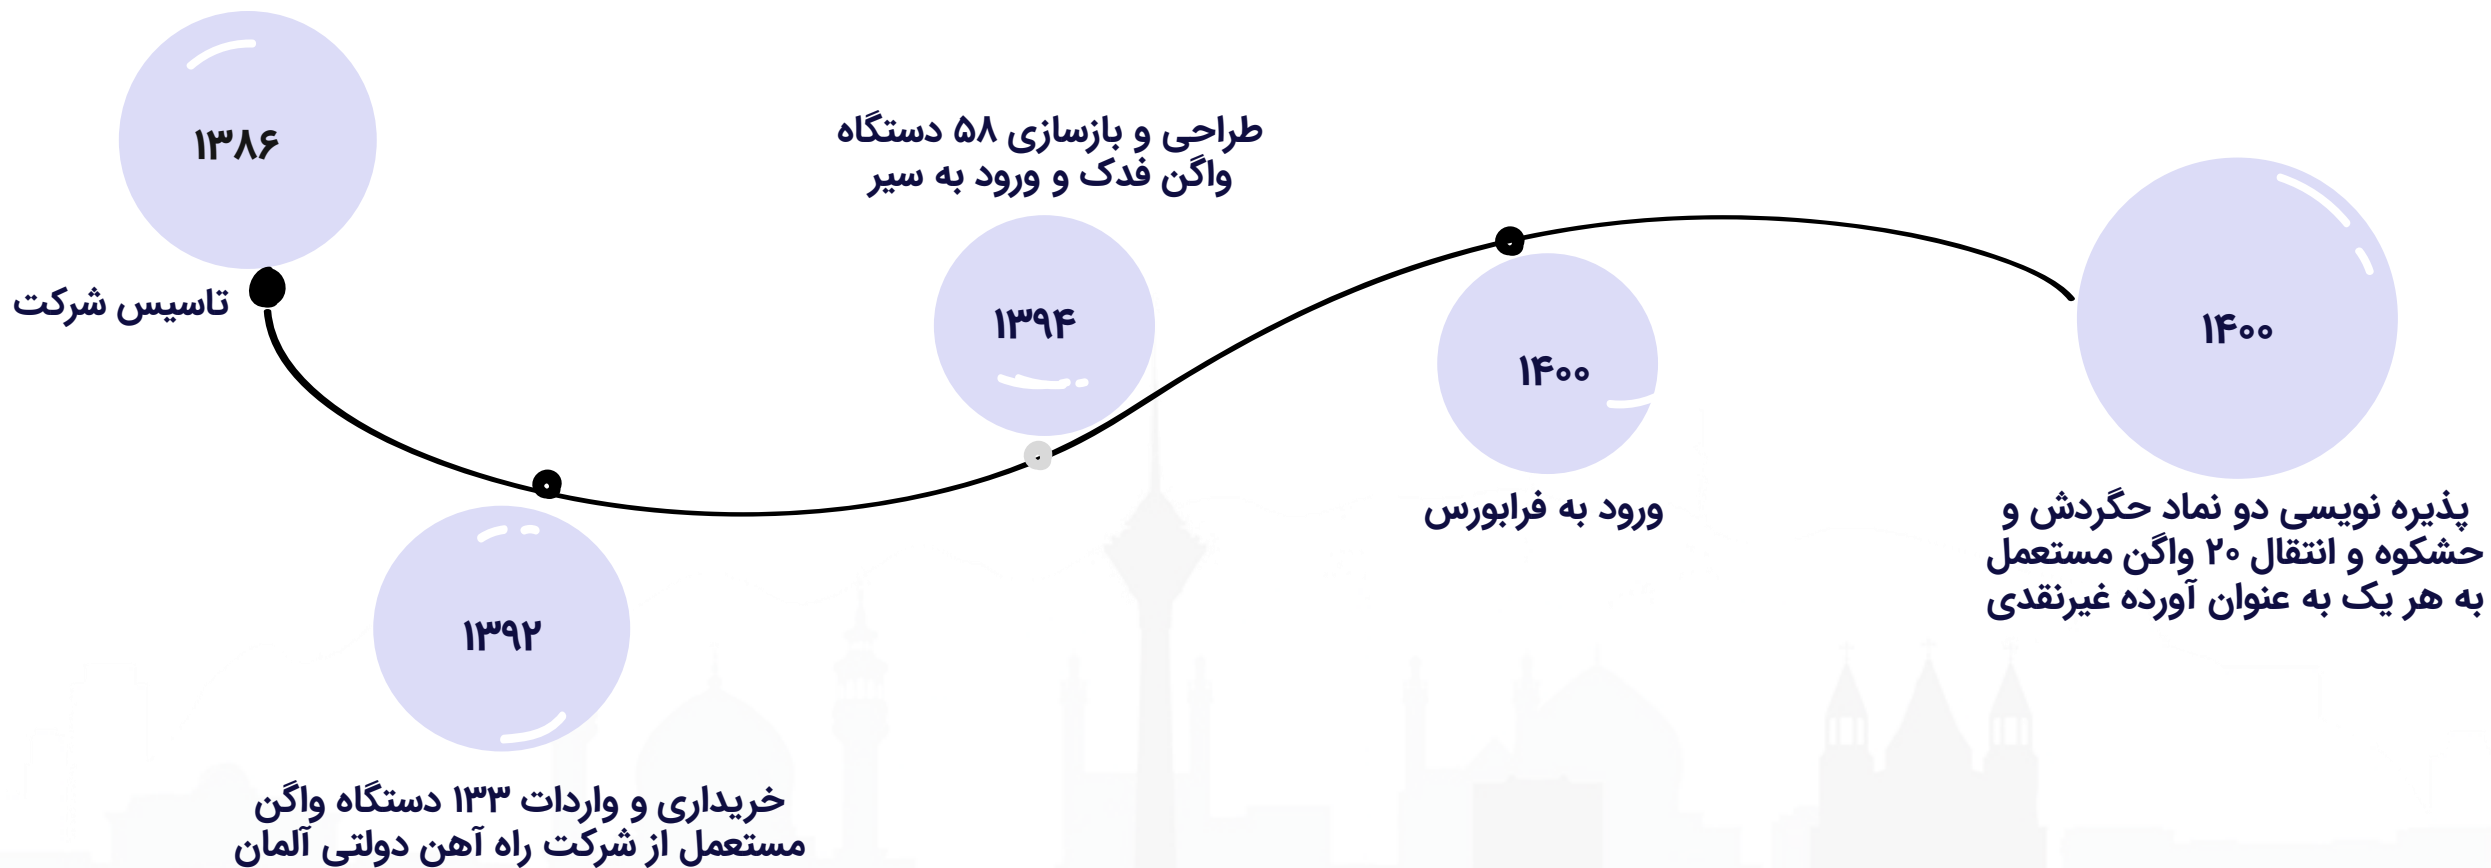 ۱۳۸۶
تاسیس شرکت
۱۳۹۲
خریداری و واردات ۱۳۳ دستگاه واگن
مستعمل از شرکت راه آهن دولتی آلمان
طراحی و بازسازی ۵۸ دستگاه
واگن فدک و ورود به سیر
۱۳۹۴
۱۴۰۰
ورود به فرابورس
۱۴۰۰
پذیره نویسی دو نماد حگردش و
حشکوه و انتقال ۲۰ واگن مستعمل
به هر یک به عنوان آورده غیرنقدی